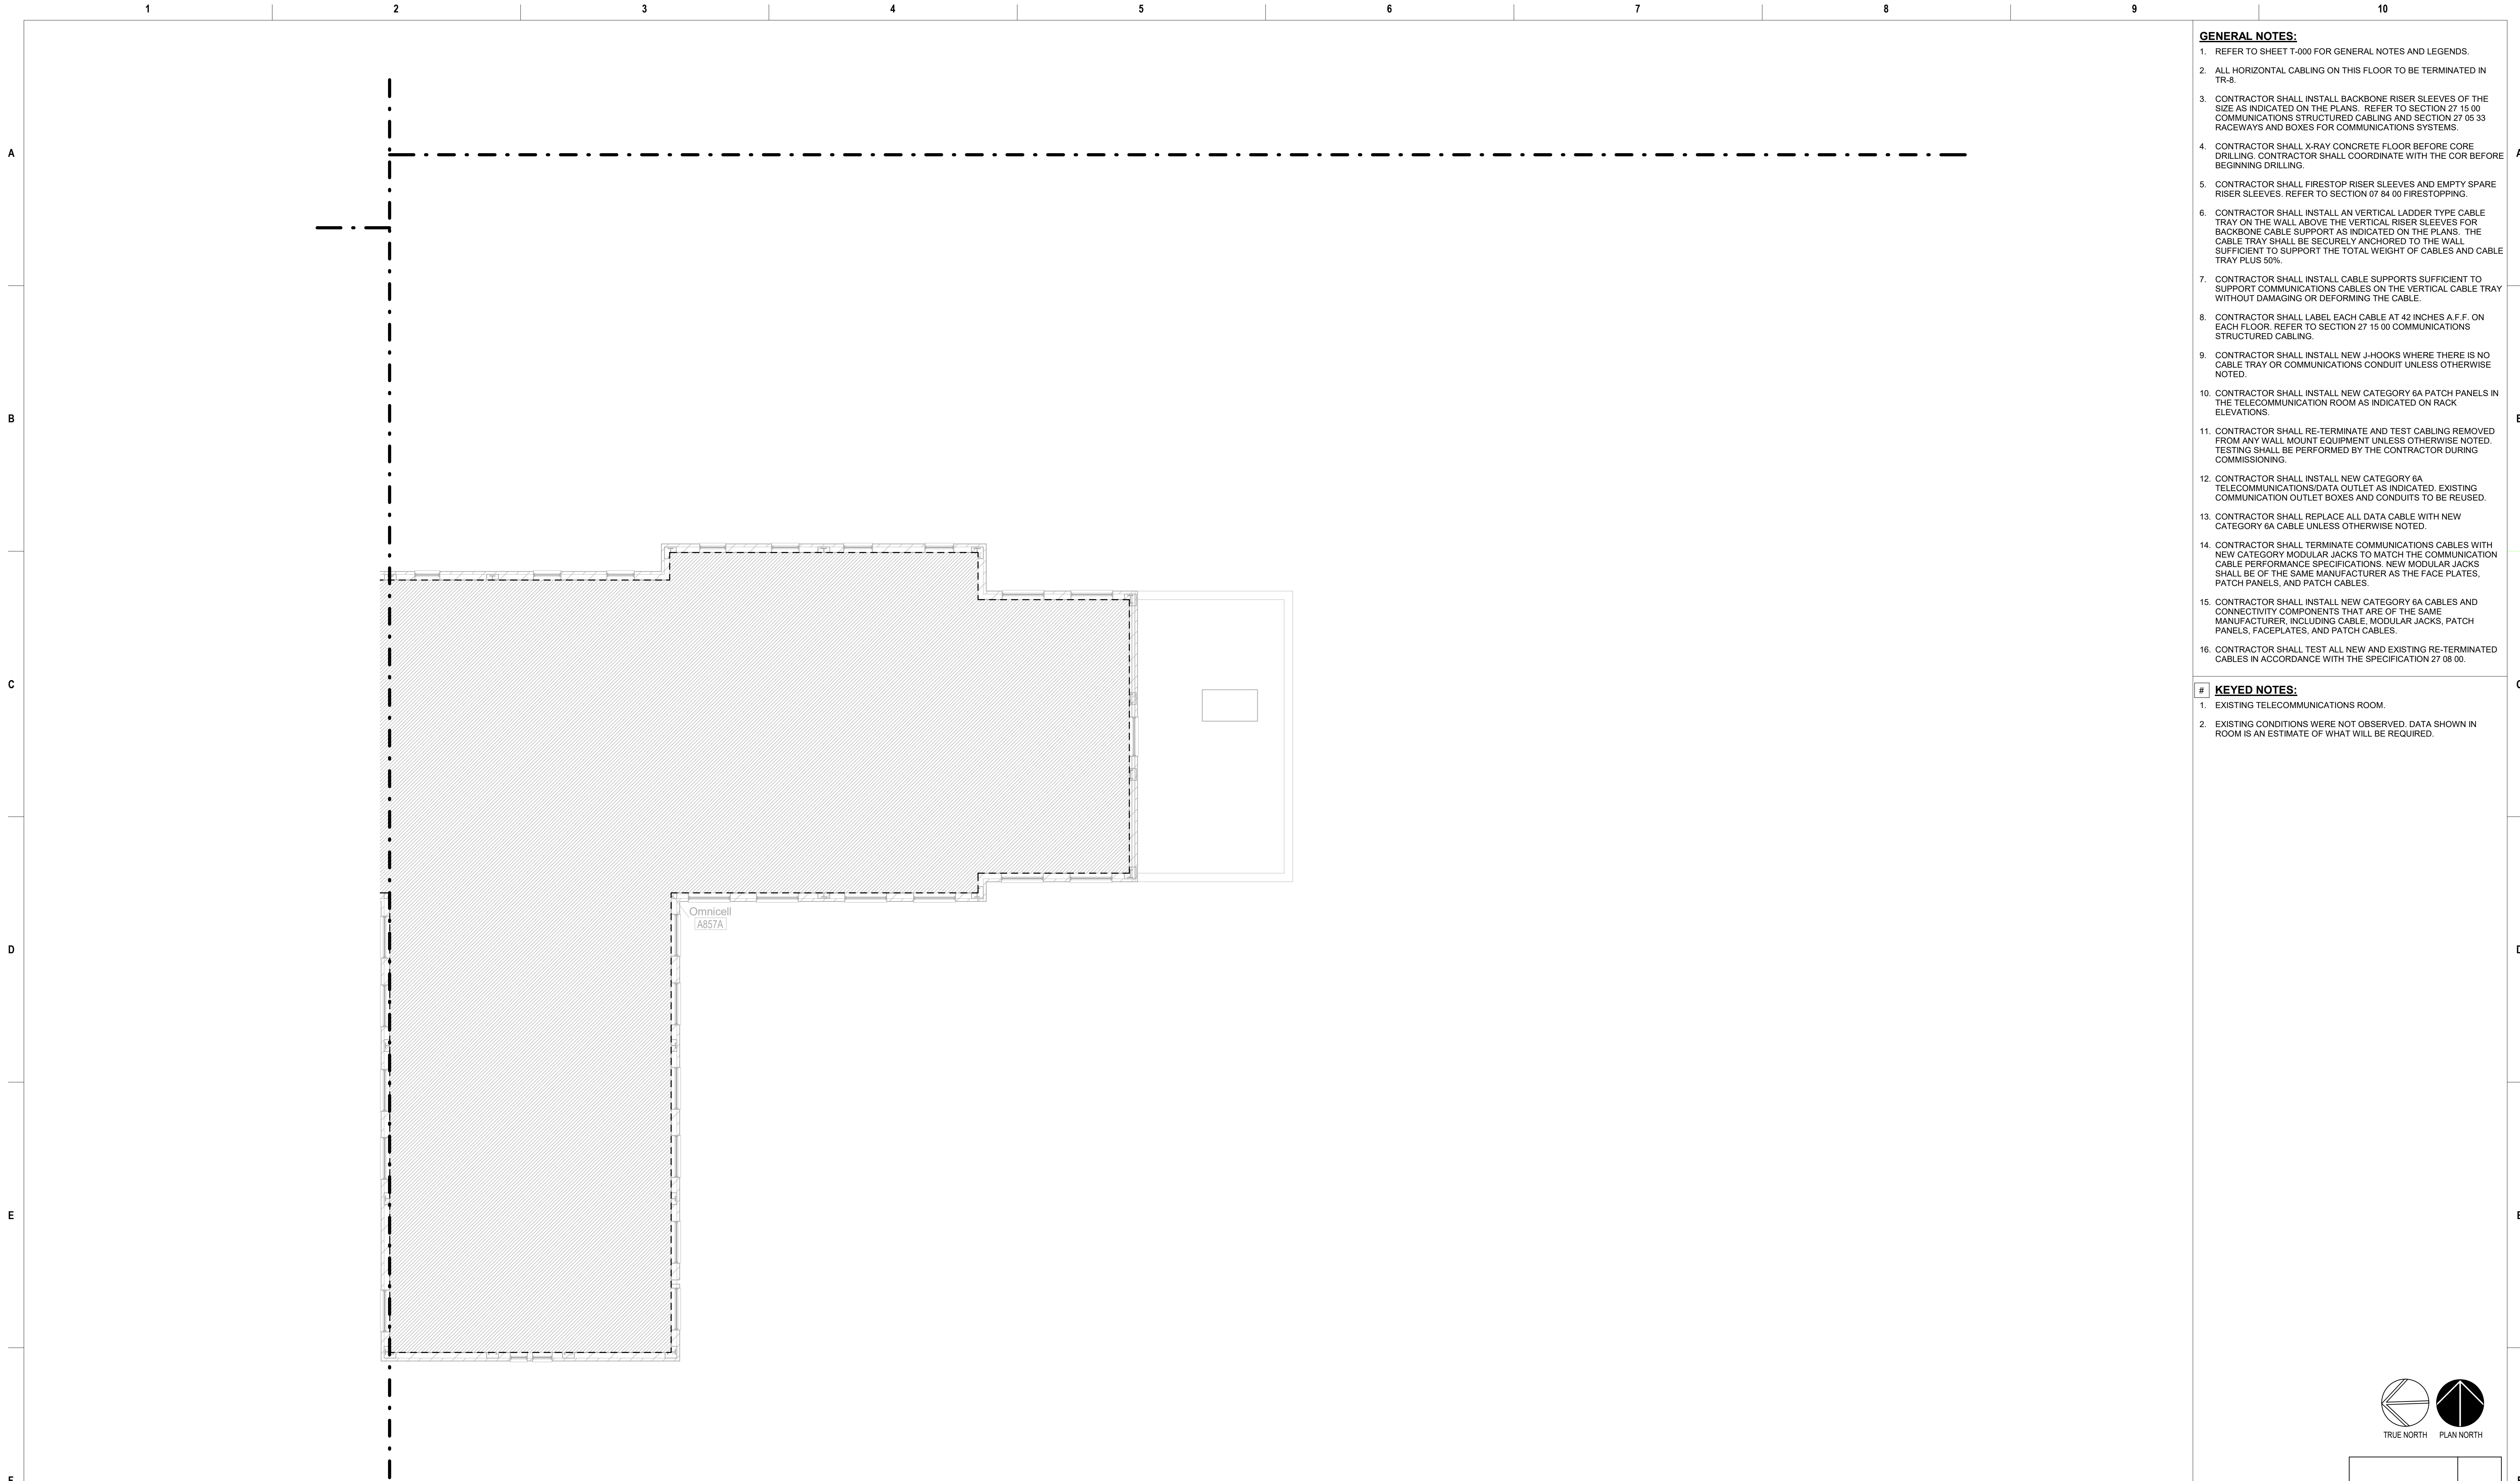 1 2 3 4 5 6 7 8 9 10
A
B
C
D
E
F
Omnicell
A857A
GENERAL NOTES:
1. REFER TO SHEET T-000 FOR GENERAL NOTES AND LEGENDS.
2. ALL HORIZONTAL CABLING ON THIS FLOOR TO BE TERMINATED IN
TR-8.
3. CONTRACTOR SHALL INSTALL BACKBONE RISER SLEEVES OF THE
SIZE AS INDICATED ON THE PLANS. REFER TO SECTION 27 15 00
COMMUNICATIONS STRUCTURED CABLING AND SECTION 27 05 33
RACEWAYS AND BOXES FOR COMMUNICATIONS SYSTEMS.
4. CONTRACTOR SHALL X-RAY CONCRETE FLOOR BEFORE CORE
DRILLING. CONTRACTOR SHALL COORDINATE WITH THE COR BEFORE
BEGINNING DRILLING.
5. CONTRACTOR SHALL FIRESTOP RISER SLEEVES AND EMPTY SPARE
RISER SLEEVES. REFER TO SECTION 07 84 00 FIRESTOPPING.
6. CONTRACTOR SHALL INSTALL AN VERTICAL LADDER TYPE CABLE
TRAY ON THE WALL ABOVE THE VERTICAL RISER SLEEVES FOR
BACKBONE CABLE SUPPORT AS INDICATED ON THE PLANS. THE
CABLE TRAY SHALL BE SECURELY ANCHORED TO THE WALL
SUFFICIENT TO SUPPORT THE TOTAL WEIGHT OF CABLES AND CABLE
TRAY PLUS 50%.
7. CONTRACTOR SHALL INSTALL CABLE SUPPORTS SUFFICIENT TO
SUPPORT COMMUNICATIONS CABLES ON THE VERTICAL CABLE TRAY
WITHOUT DAMAGING OR DEFORMING THE CABLE.
8. CONTRACTOR SHALL LABEL EACH CABLE AT 42 INCHES A.F.F. ON
EACH FLOOR. REFER TO SECTION 27 15 00 COMMUNICATIONS
STRUCTURED CABLING.
9. CONTRACTOR SHALL INSTALL NEW J-HOOKS WHERE THERE IS NO
CABLE TRAY OR COMMUNICATIONS CONDUIT UNLESS OTHERWISE
NOTED.
10. CONTRACTOR SHALL INSTALL NEW CATEGORY 6A PATCH PANELS IN
THE TELECOMMUNICATION ROOM AS INDICATED ON RACK
ELEVATIONS.
11. CONTRACTOR SHALL RE-TERMINATE AND TEST CABLING REMOVED
FROM ANY WALL MOUNT EQUIPMENT UNLESS OTHERWISE NOTED.
TESTING SHALL BE PERFORMED BY THE CONTRACTOR DURING
COMMISSIONING.
12. CONTRACTOR SHALL INSTALL NEW CATEGORY 6A
TELECOMMUNICATIONS/DATA OUTLET AS INDICATED. EXISTING
COMMUNICATION OUTLET BOXES AND CONDUITS TO BE REUSED.
13. CONTRACTOR SHALL REPLACE ALL DATA CABLE WITH NEW
CATEGORY 6A CABLE UNLESS OTHERWISE NOTED.
14. CONTRACTOR SHALL TERMINATE COMMUNICATIONS CABLES WITH
NEW CATEGORY MODULAR JACKS TO MATCH THE COMMUNICATION
CABLE PERFORMANCE SPECIFICATIONS. NEW MODULAR JACKS
SHALL BE OF THE SAME MANUFACTURER AS THE FACE PLATES,
PATCH PANELS, AND PATCH CABLES.
15. CONTRACTOR SHALL INSTALL NEW CATEGORY 6A CABLES AND
CONNECTIVITY COMPONENTS THAT ARE OF THE SAME
MANUFACTURER, INCLUDING CABLE, MODULAR JACKS, PATCH
PANELS, FACEPLATES, AND PATCH CABLES.
16. CONTRACTOR SHALL TEST ALL NEW AND EXISTING RE-TERMINATED
CABLES IN ACCORDANCE WITH THE SPECIFICATION 27 08 00.
# KEYED NOTES:
1. EXISTING TELECOMMUNICATIONS ROOM.
2. EXISTING CONDITIONS WERE NOT OBSERVED. DATA SHOWN IN
ROOM IS AN ESTIMATE OF WHAT WILL BE REQUIRED.
TRUE NORTH PLAN NORTH